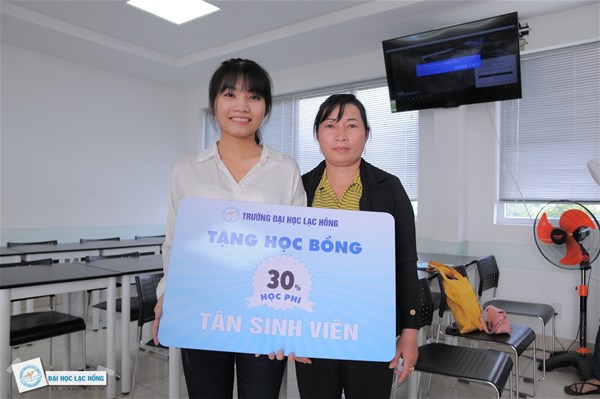 TRƯỜNG ĐẠI HỌC LẠC HỒNG
TẶNG HỌC BỔNG
30%
HỌC PHÍ
TÂN SINH VIÊN
ĐẠI HỌC LẠC HỒNG